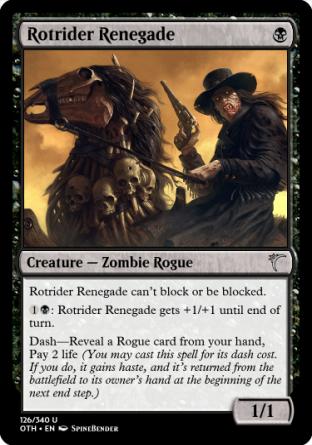 Rotrider Renegade
Creature — Zombie Rogue
Rotrider Renegade can't block or be blocked.
1: Rotrider Renegade gets +1/+1 until end of
turn.
Dash—Reveal a Rogue card from your hand,
Pay 2 life (You may cast this spell for its dash cost.
If you do, it gains haste, and it's returned from the
battlefield to its owner's hand at the beginning of the
next end step.)
1/1
126/340 U
OTH • EN SpineBender